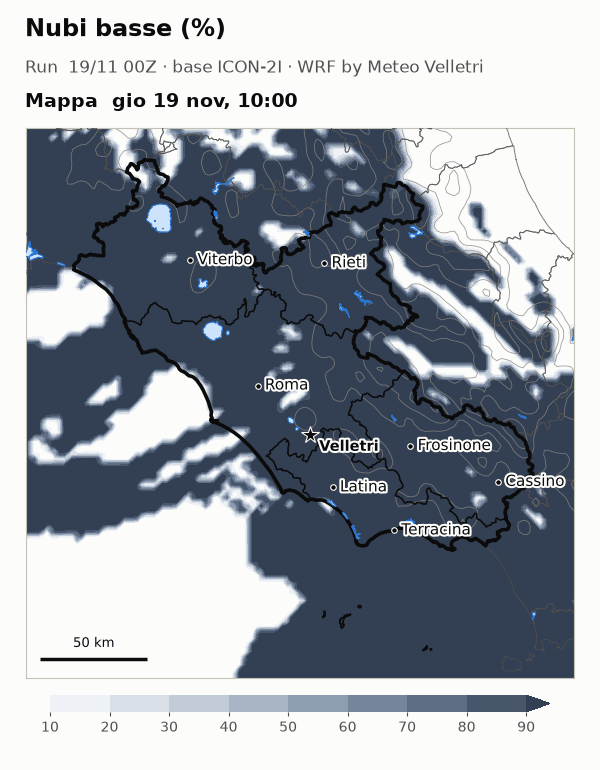 Nubi basse (%)
Run 19/11 00Z · base ICON-2I · WRF by Meteo Velletri
Mappa gio 19 nov, 10:00
Viterbo
Rieti
Roma
Velletri
Frosinone
Latina
Cassino
Terracina
50 km
10 20 30 40 50 60 70 80 90